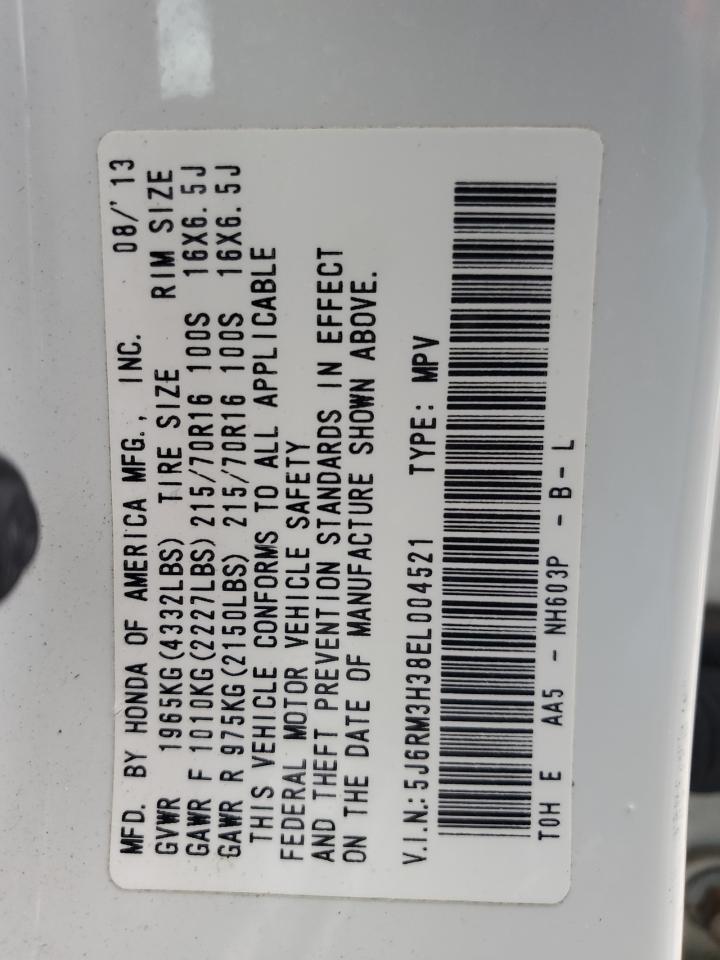 MFD. BY HONDA OF AMERICA MFG., INC. 08/'13
GVWR 1965KG(4332LBS) TIRE SIZE RIM SIZE
GAWR F 1010KG(2227LBS)215/70R16 100S 16X6.5J
GAWR R 975KG(2150LBS) 215/70R16 100S 16X6.5J
THIS VEHICLE CONFORMS TO ALL APPLICABLE
FEDERAL MOTOR VEHICLE SAFETY
AND THEFT PREVENTION STANDARDS IN EFFECT
ON THE DATE OF MANUFACTURE SHOWN ABOVE.
V.I.N.:5J6RM3H38EL004521 TYPE: MPV
T0H E AA5 - NH603P - B - L